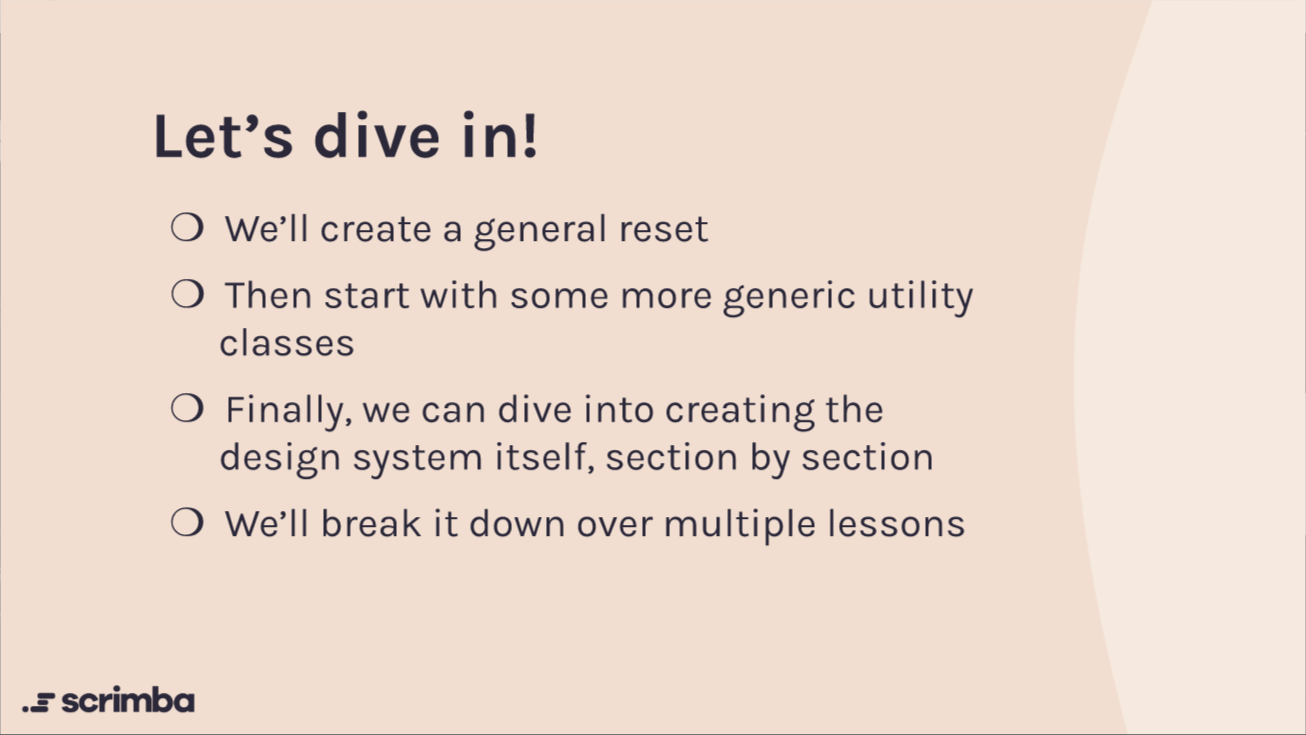 Let’s dive in!
❍ We’ll create a general reset
❍ Then start with some more generic utility
classes
❍ Finally, we can dive into creating the
design system itself, section by section
❍ We’ll break it down over multiple lessons
scrimba